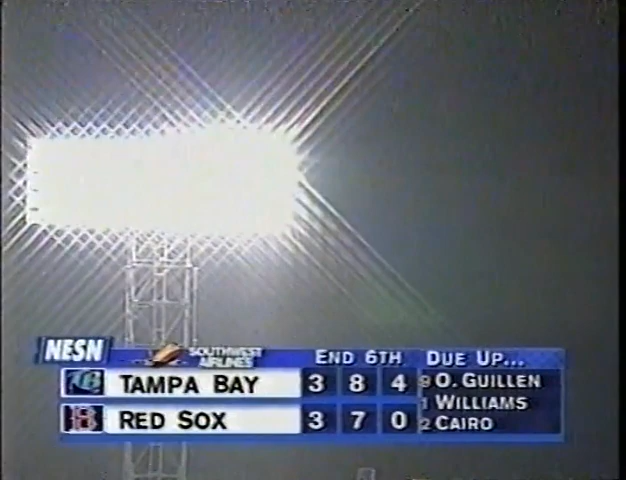 NESN
SOUTHWEST AIRLINES
END 6TH
DUE UP...
TAMPA BAY 3 8 4
RED SOX 3 7 0
9 O. GUILLEN
1 WILLIAMS
2 CAIRO
B